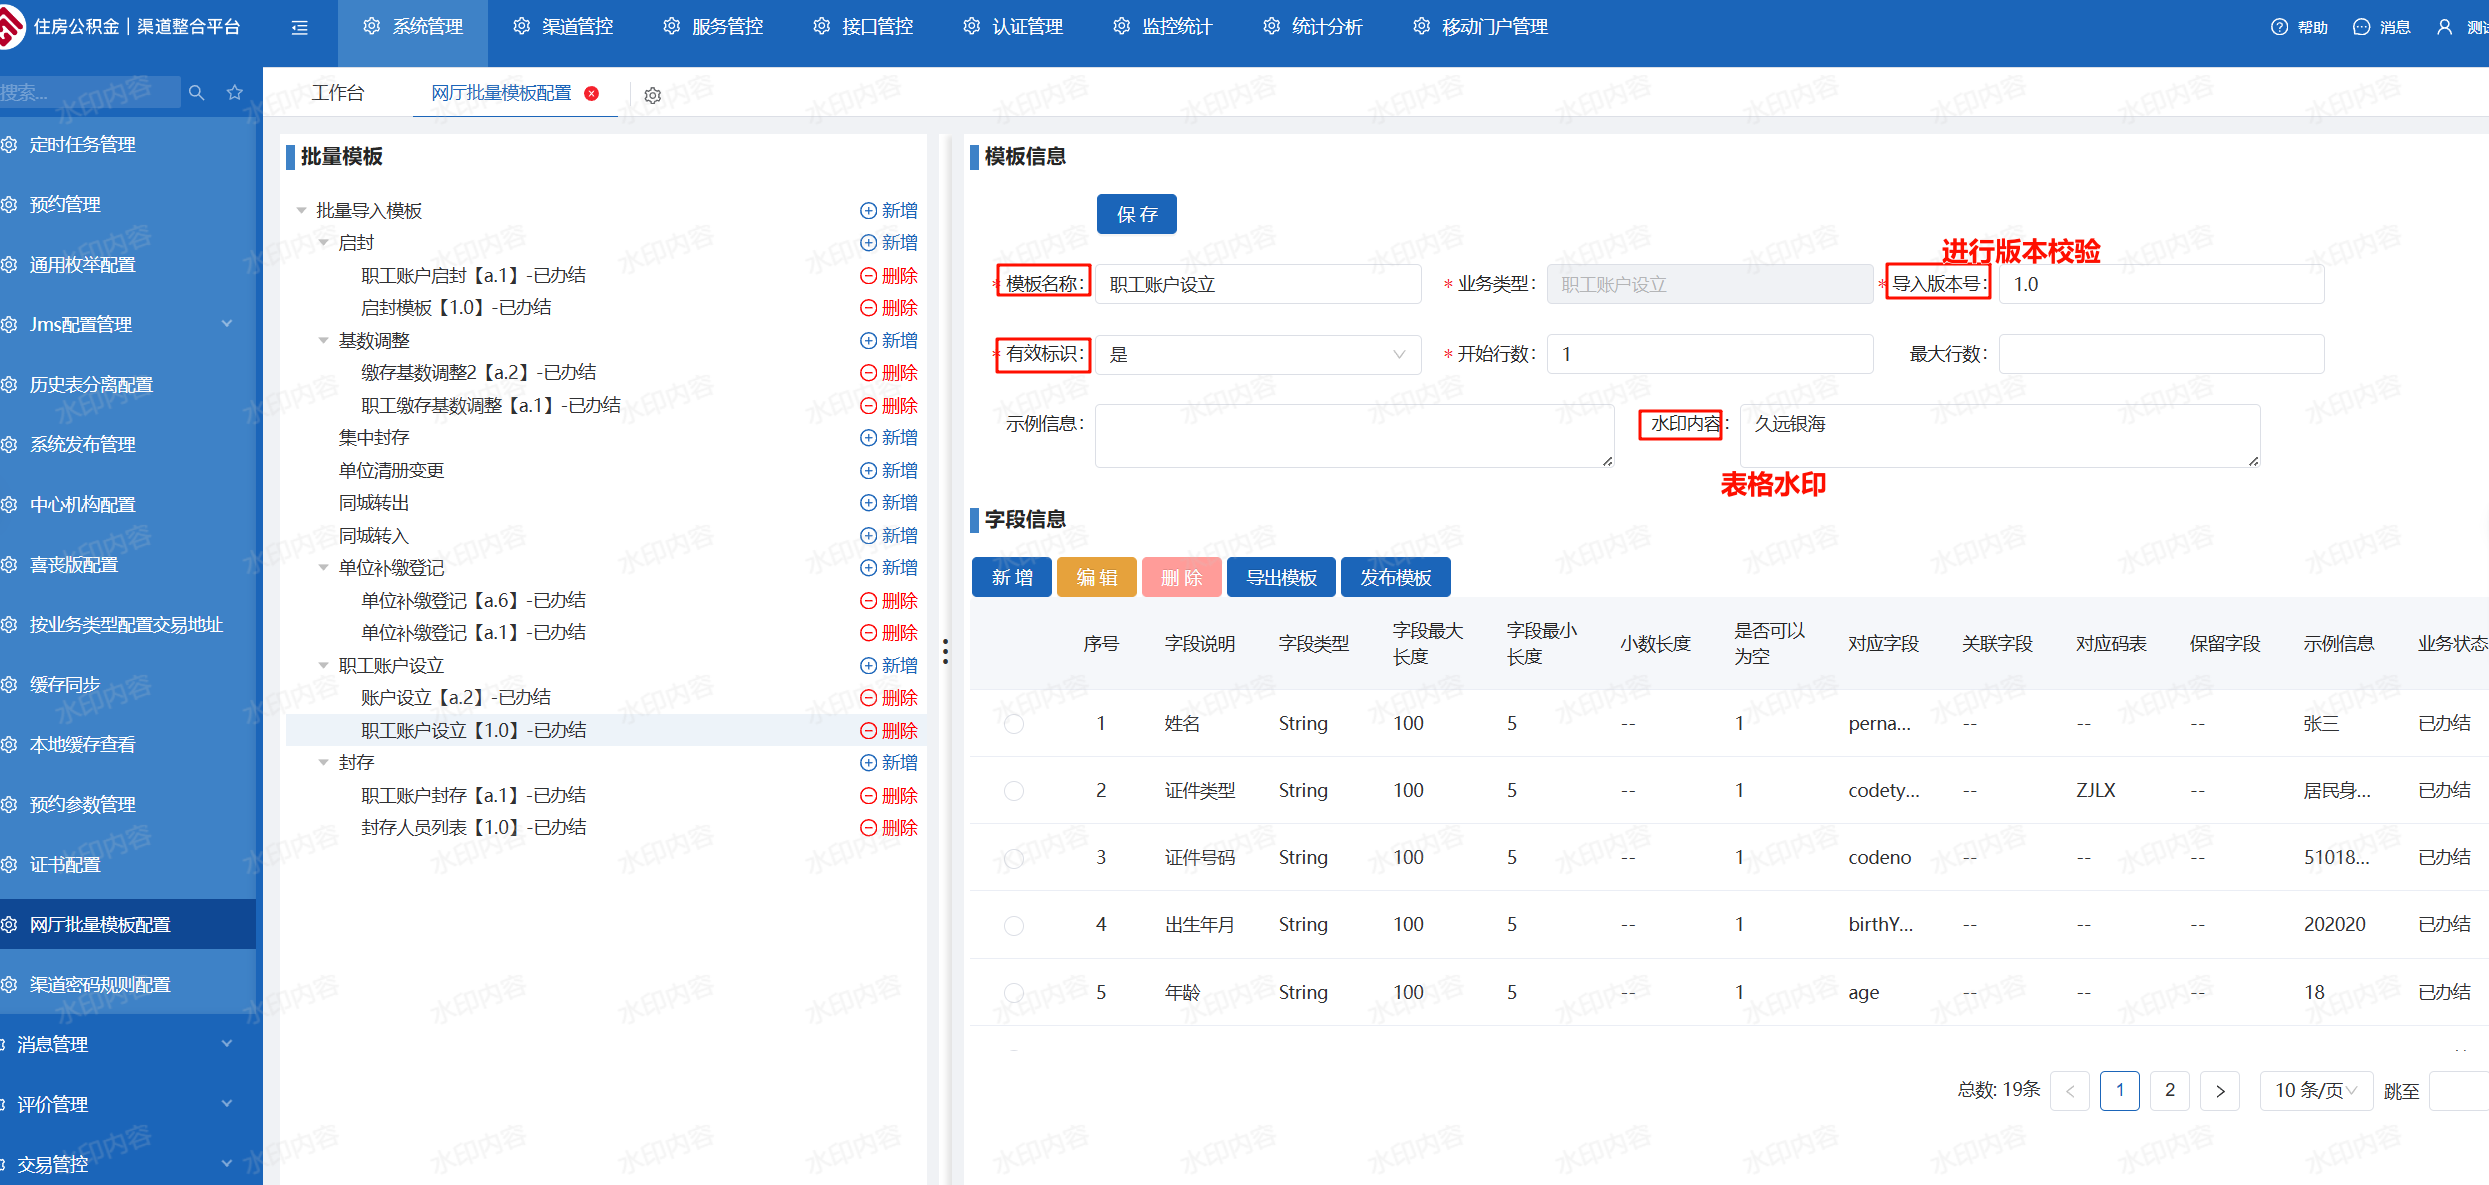 住房公积金 | 渠道整合平台
系统管理
渠道管控
服务管控
接口管控
认证管理
监控统计
统计分析
移动门户管理
帮助
消息
搜索...
工作台
网厅批量模板配置
定时任务管理
预约管理
通用枚举配置
Jms配置管理
历史表分离配置
系统发布管理
中心机构配置
喜丧版配置
按业务类型配置交易地址
缓存同步
本地缓存查看
预约参数管理
证书配置
网厅批量模板配置
渠道密码规则配置
消息管理
评价管理
交易管控
批量模板
批量导入模板 新增
启封 新增
职工账户启封【a.1】-已办结 删除
启封模板【1.0】-已办结 删除
基数调整 新增
缴存基数调整2【a.2】-已办结 删除
职工缴存基数调整【a.1】-已办结 删除
集中封存 新增
单位清册变更 新增
同城转出 新增
同城转入 新增
单位补缴登记 新增
单位补缴登记【a.6】-已办结 删除
单位补缴登记【a.1】-已办结 删除
职工账户设立 新增
账户设立【a.2】-已办结 删除
职工账户设立【1.0】-已办结 删除
封存 新增
职工账户封存【a.1】-已办结 删除
封存人员列表【1.0】-已办结 删除
模板信息
保 存
进行版本校验
* 模板名称: 职工账户设立 * 业务类型: 职工账户设立 * 导入版本号: 1.0
* 有效标识: 是 * 开始行数: 1 最大行数:
示例信息: 水印内容: 久远银海
表格水印
字段信息
新 增 编 辑 删 除 导出模板 发布模板
序号 字段说明 字段类型 字段最大长度 字段最小长度 小数长度 是否可以为空 对应字段 关联字段 对应码表 保留字段 示例信息 业务状态
1 姓名 String 100 5 -- 1 perna... -- -- -- 张三 已办结
2 证件类型 String 100 5 -- 1 codety... -- ZJLX -- 居民身... 已办结
3 证件号码 String 100 5 -- 1 codeno -- -- -- 51018... 已办结
4 出生年月 String 100 5 -- 1 birthY... -- -- -- 202020 已办结
5 年龄 String 100 5 -- 1 age -- -- -- 18 已办结
总数: 19条 < 1 2 > 10 条/页 跳至
水印内容